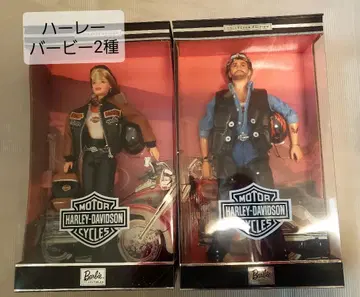 ハーレー
バービー2種
MOTOR
HARLEY-DAVIDSON
CYCLES
Barbie
MOTOR
HARLEY-DAVIDSON
CYCLES
Barbie